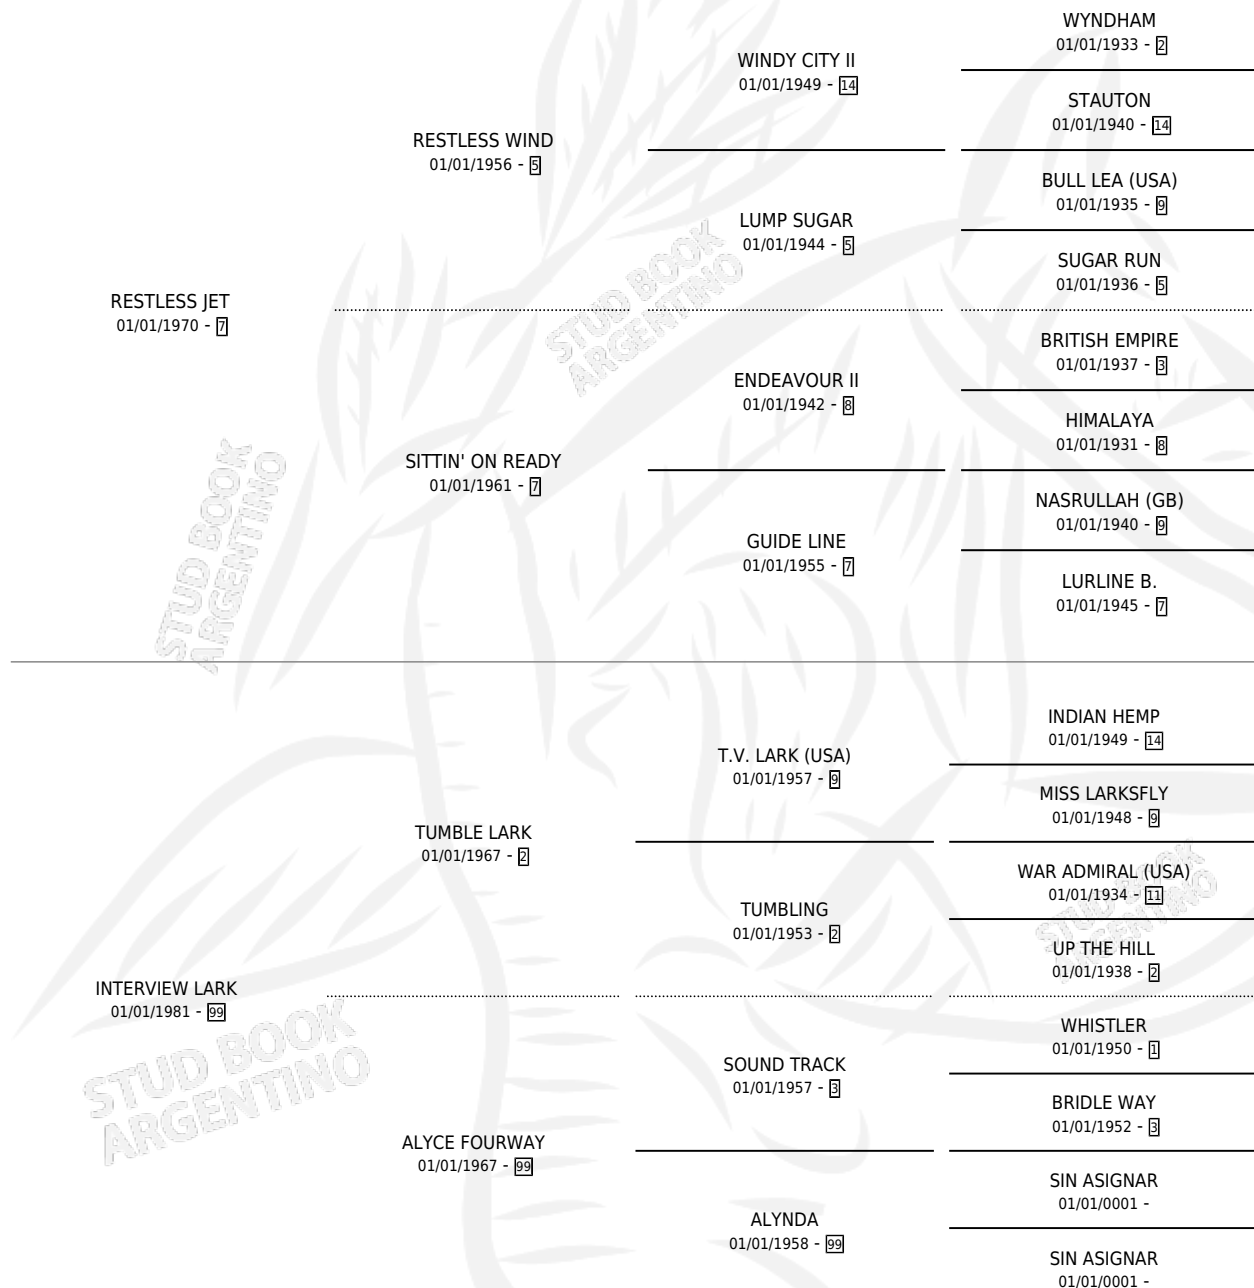 WYNDHAM
01/01/1933 - 2
WINDY CITY II
01/01/1949 - 14
STAUTON
01/01/1940 - 14
RESTLESS WIND
01/01/1956 - 5
BULL LEA (USA)
01/01/1935 - 9
LUMP SUGAR
01/01/1944 - 5
SUGAR RUN
01/01/1936 - 5
RESTLESS JET
01/01/1970 - 7
BRITISH EMPIRE
01/01/1937 - 3
ENDEAVOUR II
01/01/1942 - 8
HIMALAYA
01/01/1931 - 8
SITTIN' ON READY
01/01/1961 - 7
NASRULLAH (GB)
01/01/1940 - 9
GUIDE LINE
01/01/1955 - 7
LURLINE B.
01/01/1945 - 7
INDIAN HEMP
01/01/1949 - 14
T.V. LARK (USA)
01/01/1957 - 9
MISS LARKSFLY
01/01/1948 - 9
TUMBLE LARK
01/01/1967 - 2
WAR ADMIRAL (USA)
01/01/1934 - 11
TUMBLING
01/01/1953 - 2
UP THE HILL
01/01/1938 - 2
INTERVIEW LARK
01/01/1981 - 99
WHISTLER
01/01/1950 - 1
SOUND TRACK
01/01/1957 - 3
BRIDLE WAY
01/01/1952 - 3
ALYCE FOURWAY
01/01/1967 - 99
SIN ASIGNAR
01/01/0001 -
ALYNDA
01/01/1958 - 99
SIN ASIGNAR
01/01/0001 -
STUD BOOK
ARGENTINO
STUD BOOK
ARGENTINO
STUD BOOK
ARGENTINO
STUD BOOK
ARGENTINO